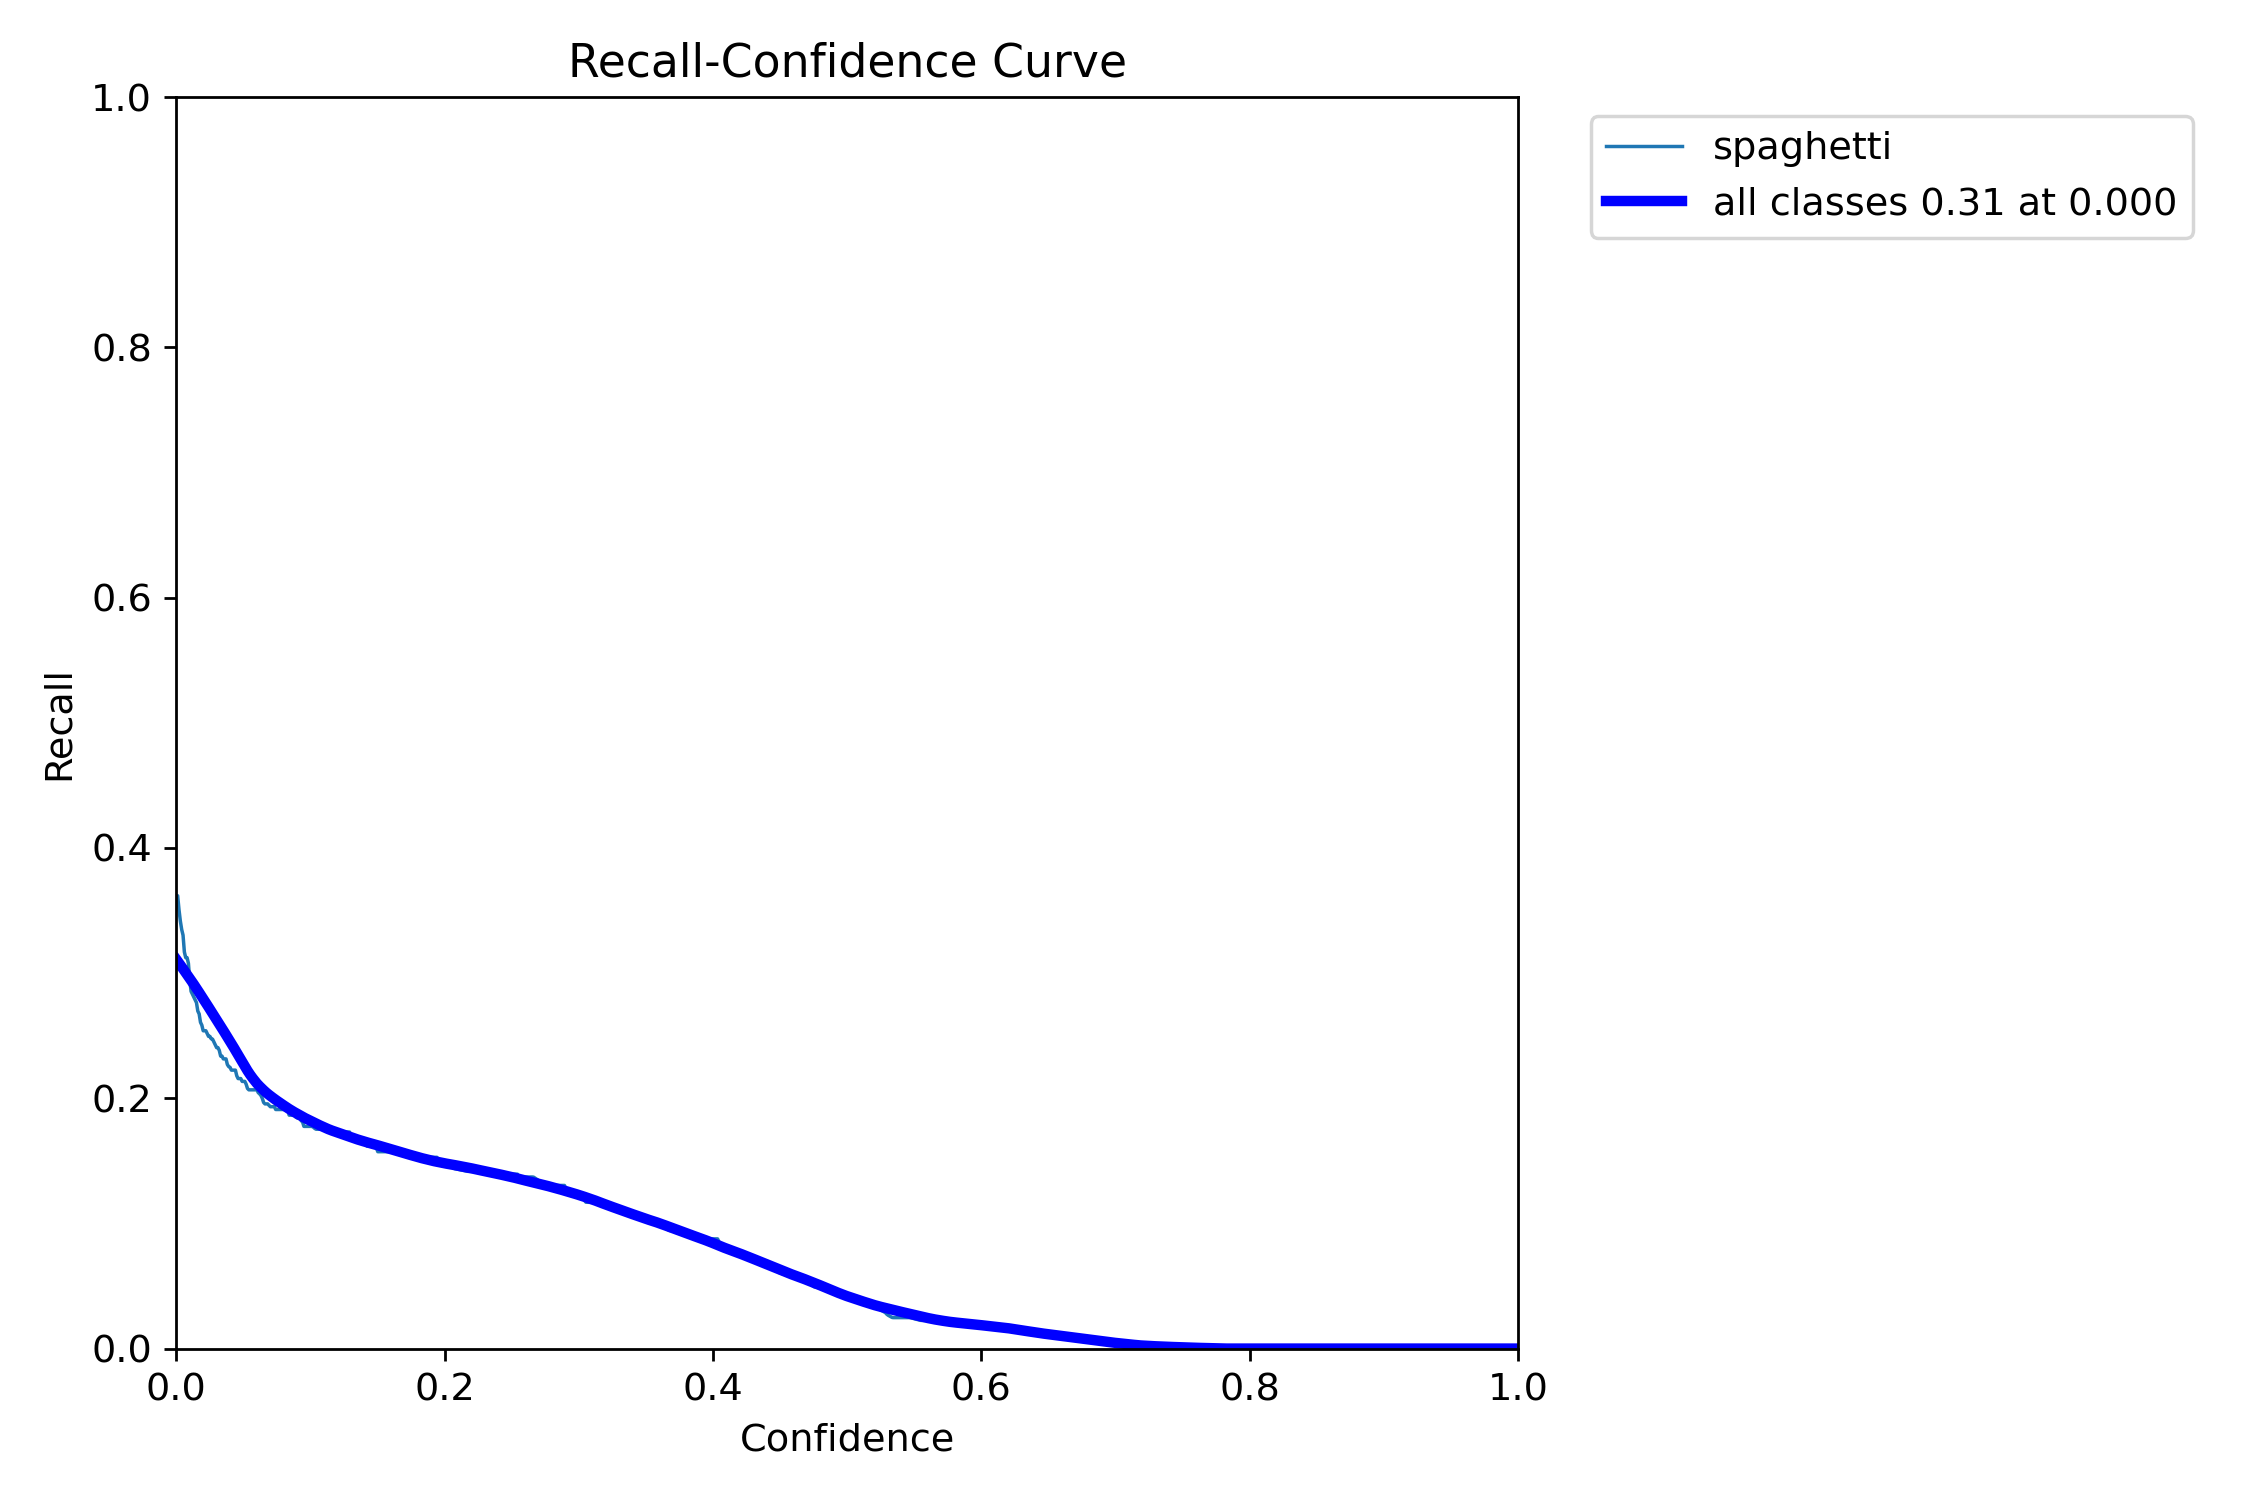 Recall-Confidence Curve
1.0
0.8
0.6
0.4
0.2
0.0
Recall
0.0 0.2 0.4 0.6 0.8 1.0
Confidence
spaghetti
all classes 0.31 at 0.000